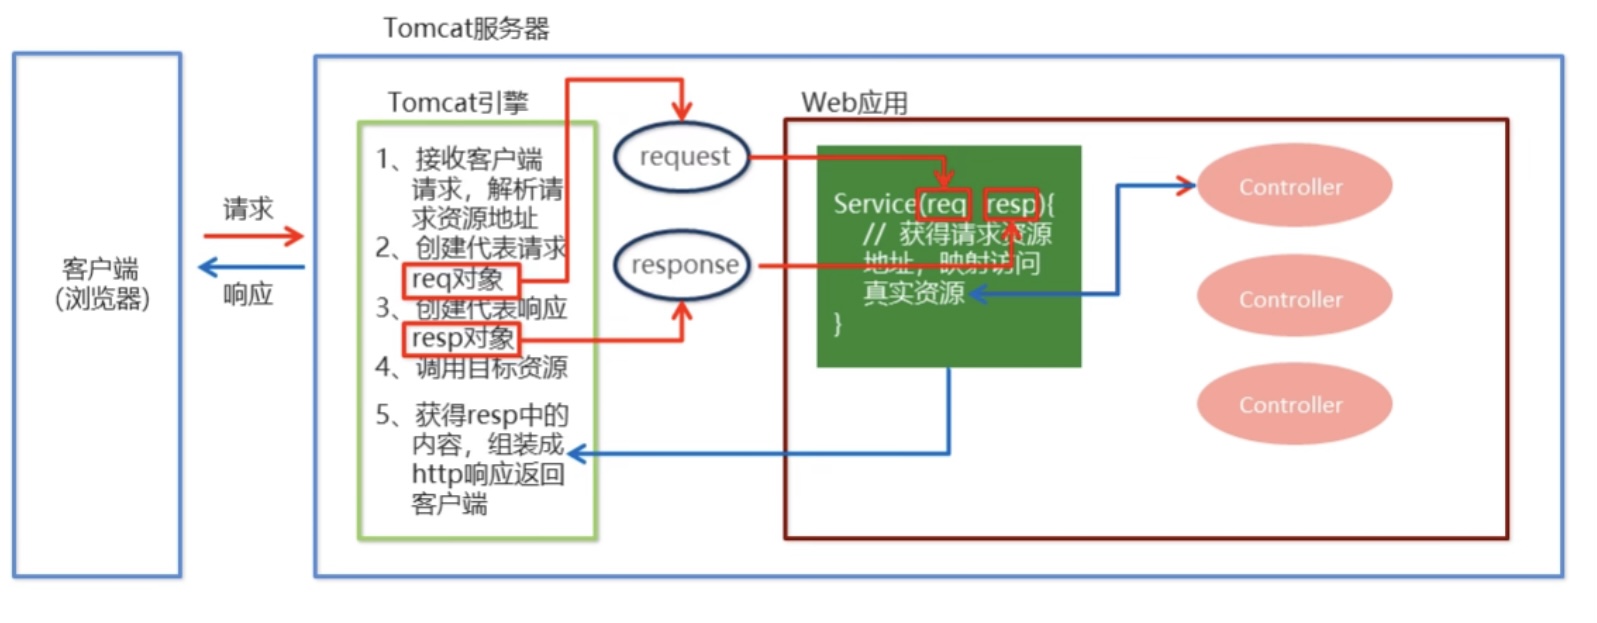 Tomcat服务器
客户端
(浏览器)
请求
响应
Tomcat引擎
1、接收客户端
请求，解析请
求资源地址
2、创建代表请求
req对象
3、创建代表响应
resp对象
4、调用目标资源
5、获得resp中的
内容，组装成
http响应返回
客户端
request
response
Web应用
Service(req resp){
// 获得请求资源
地址，映射访问
真实资源
}
Controller
Controller
Controller